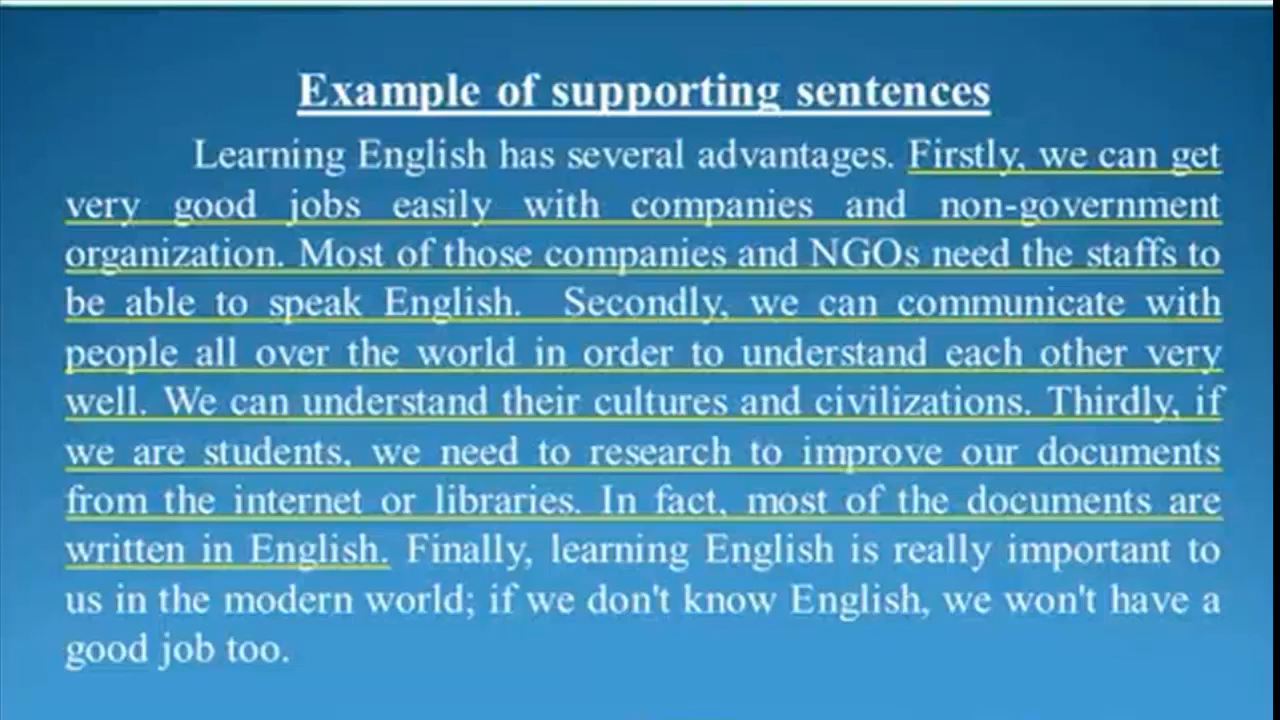 Example of supporting sentences
Learning English has several advantages. Firstly, we can get
very good jobs easily with companies and non-government
organization. Most of those companies and NGOs need the staffs to
be able to speak English. Secondly, we can communicate with
people all over the world in order to understand each other very
well. We can understand their cultures and civilizations. Thirdly, if
we are students, we need to research to improve our documents
from the internet or libraries. In fact, most of the documents are
written in English. Finally, learning English is really important to
us in the modern world; if we don't know English, we won't have a
good job too.